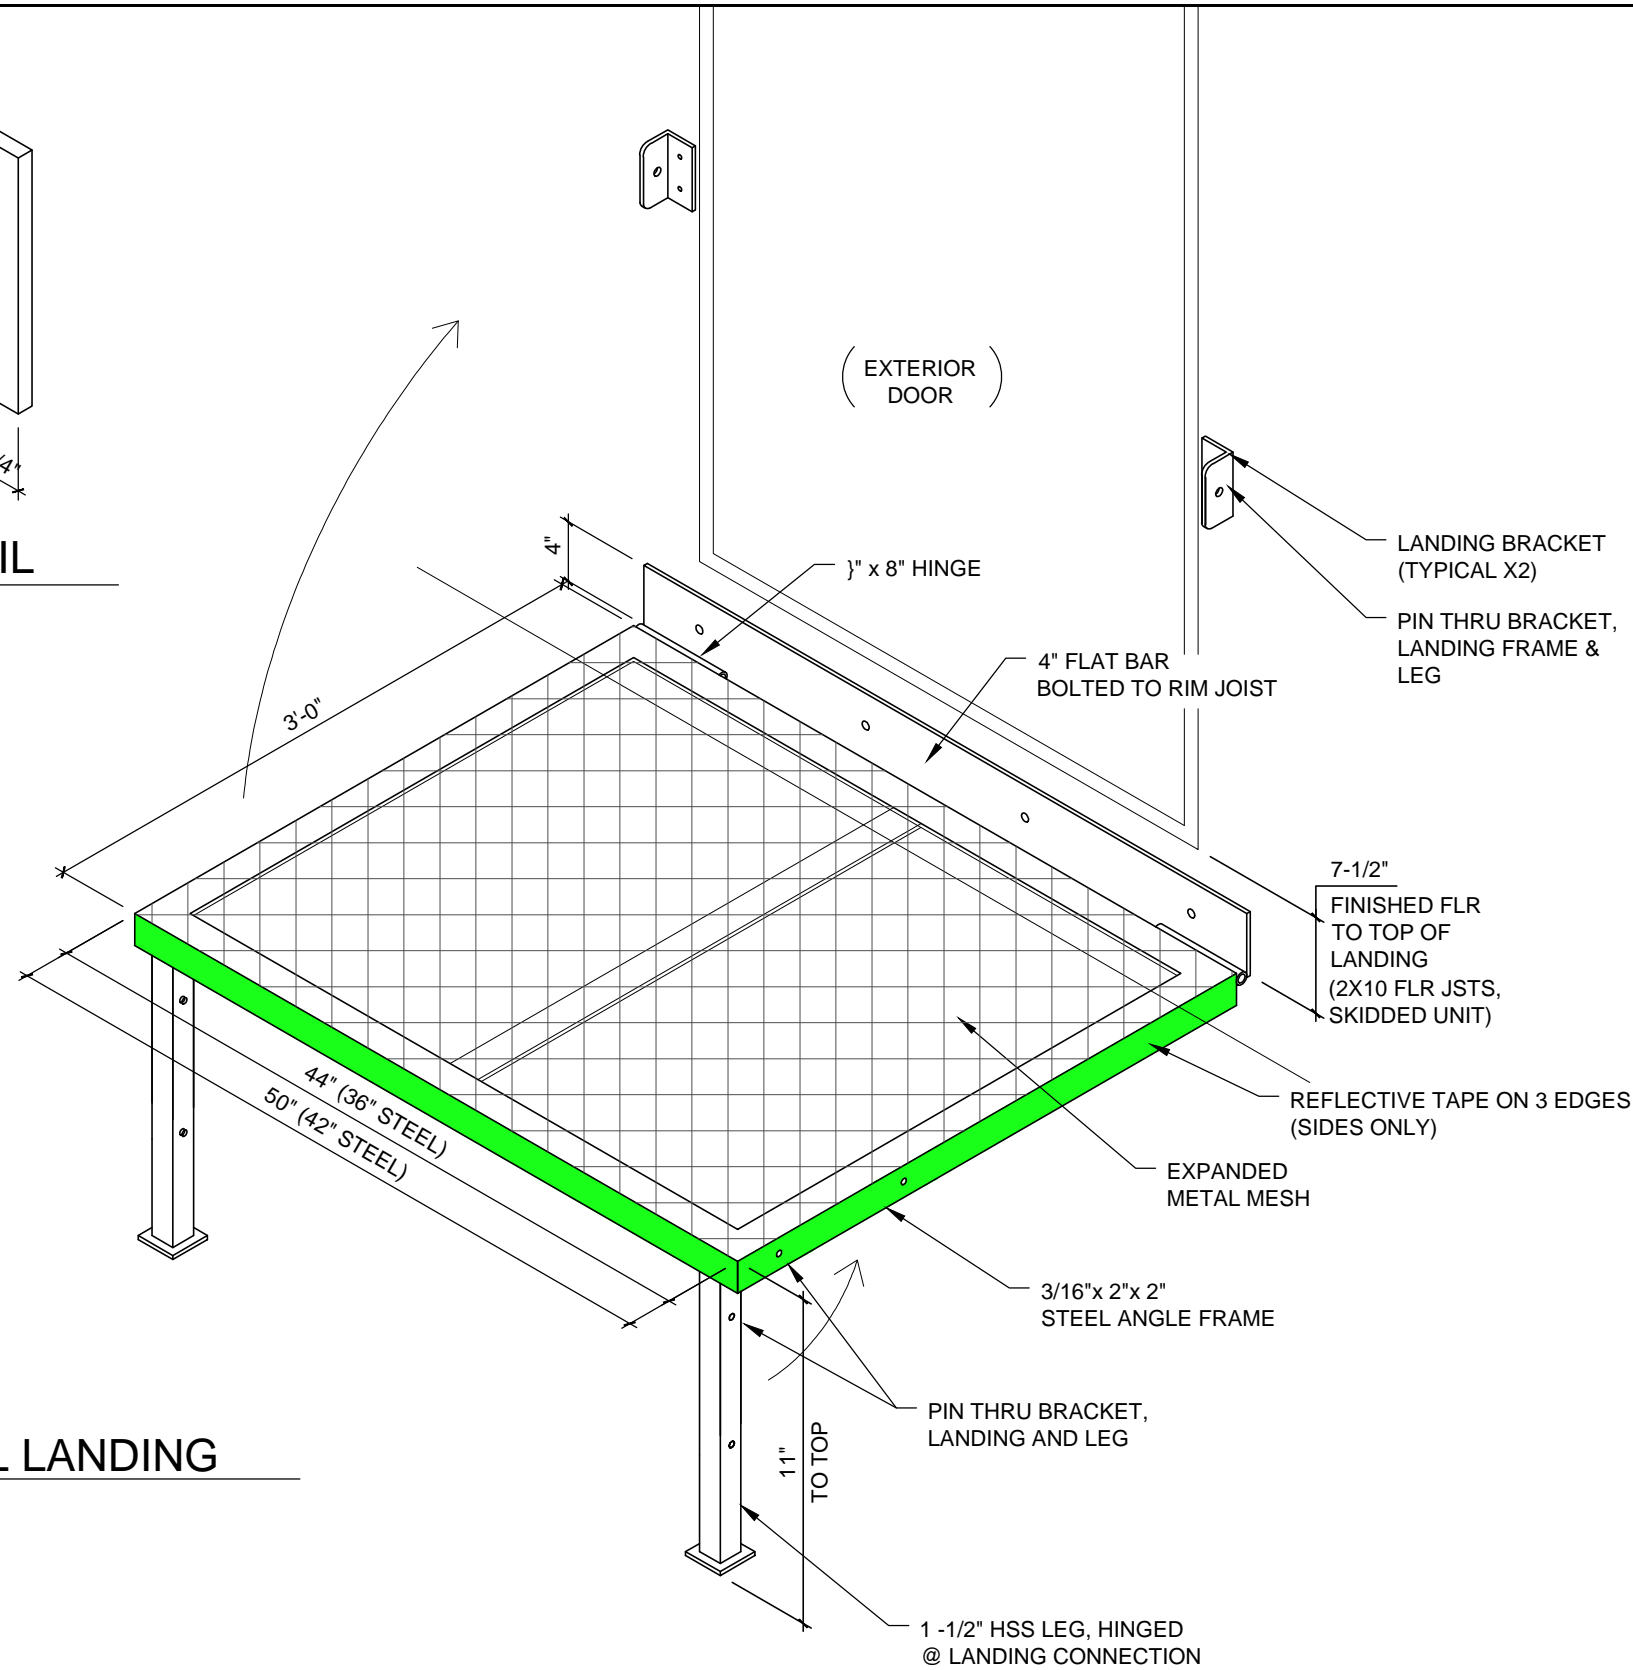 /4"
IL
EXTERIOR
DOOR
4"
}" x 8" HINGE
LANDING BRACKET
(TYPICAL X2)
PIN THRU BRACKET,
LANDING FRAME &
LEG
4" FLAT BAR
BOLTED TO RIM JOIST
3'-0"
7-1/2"
FINISHED FLR
TO TOP OF
LANDING
(2X10 FLR JSTS,
SKIDDED UNIT)
44" (36" STEEL)
50" (42" STEEL)
REFLECTIVE TAPE ON 3 EDGES
(SIDES ONLY)
EXPANDED
METAL MESH
3/16"x 2"x 2"
STEEL ANGLE FRAME
PIN THRU BRACKET,
LANDING AND LEG
11"
TO TOP
L LANDING
1 -1/2" HSS LEG, HINGED
@ LANDING CONNECTION